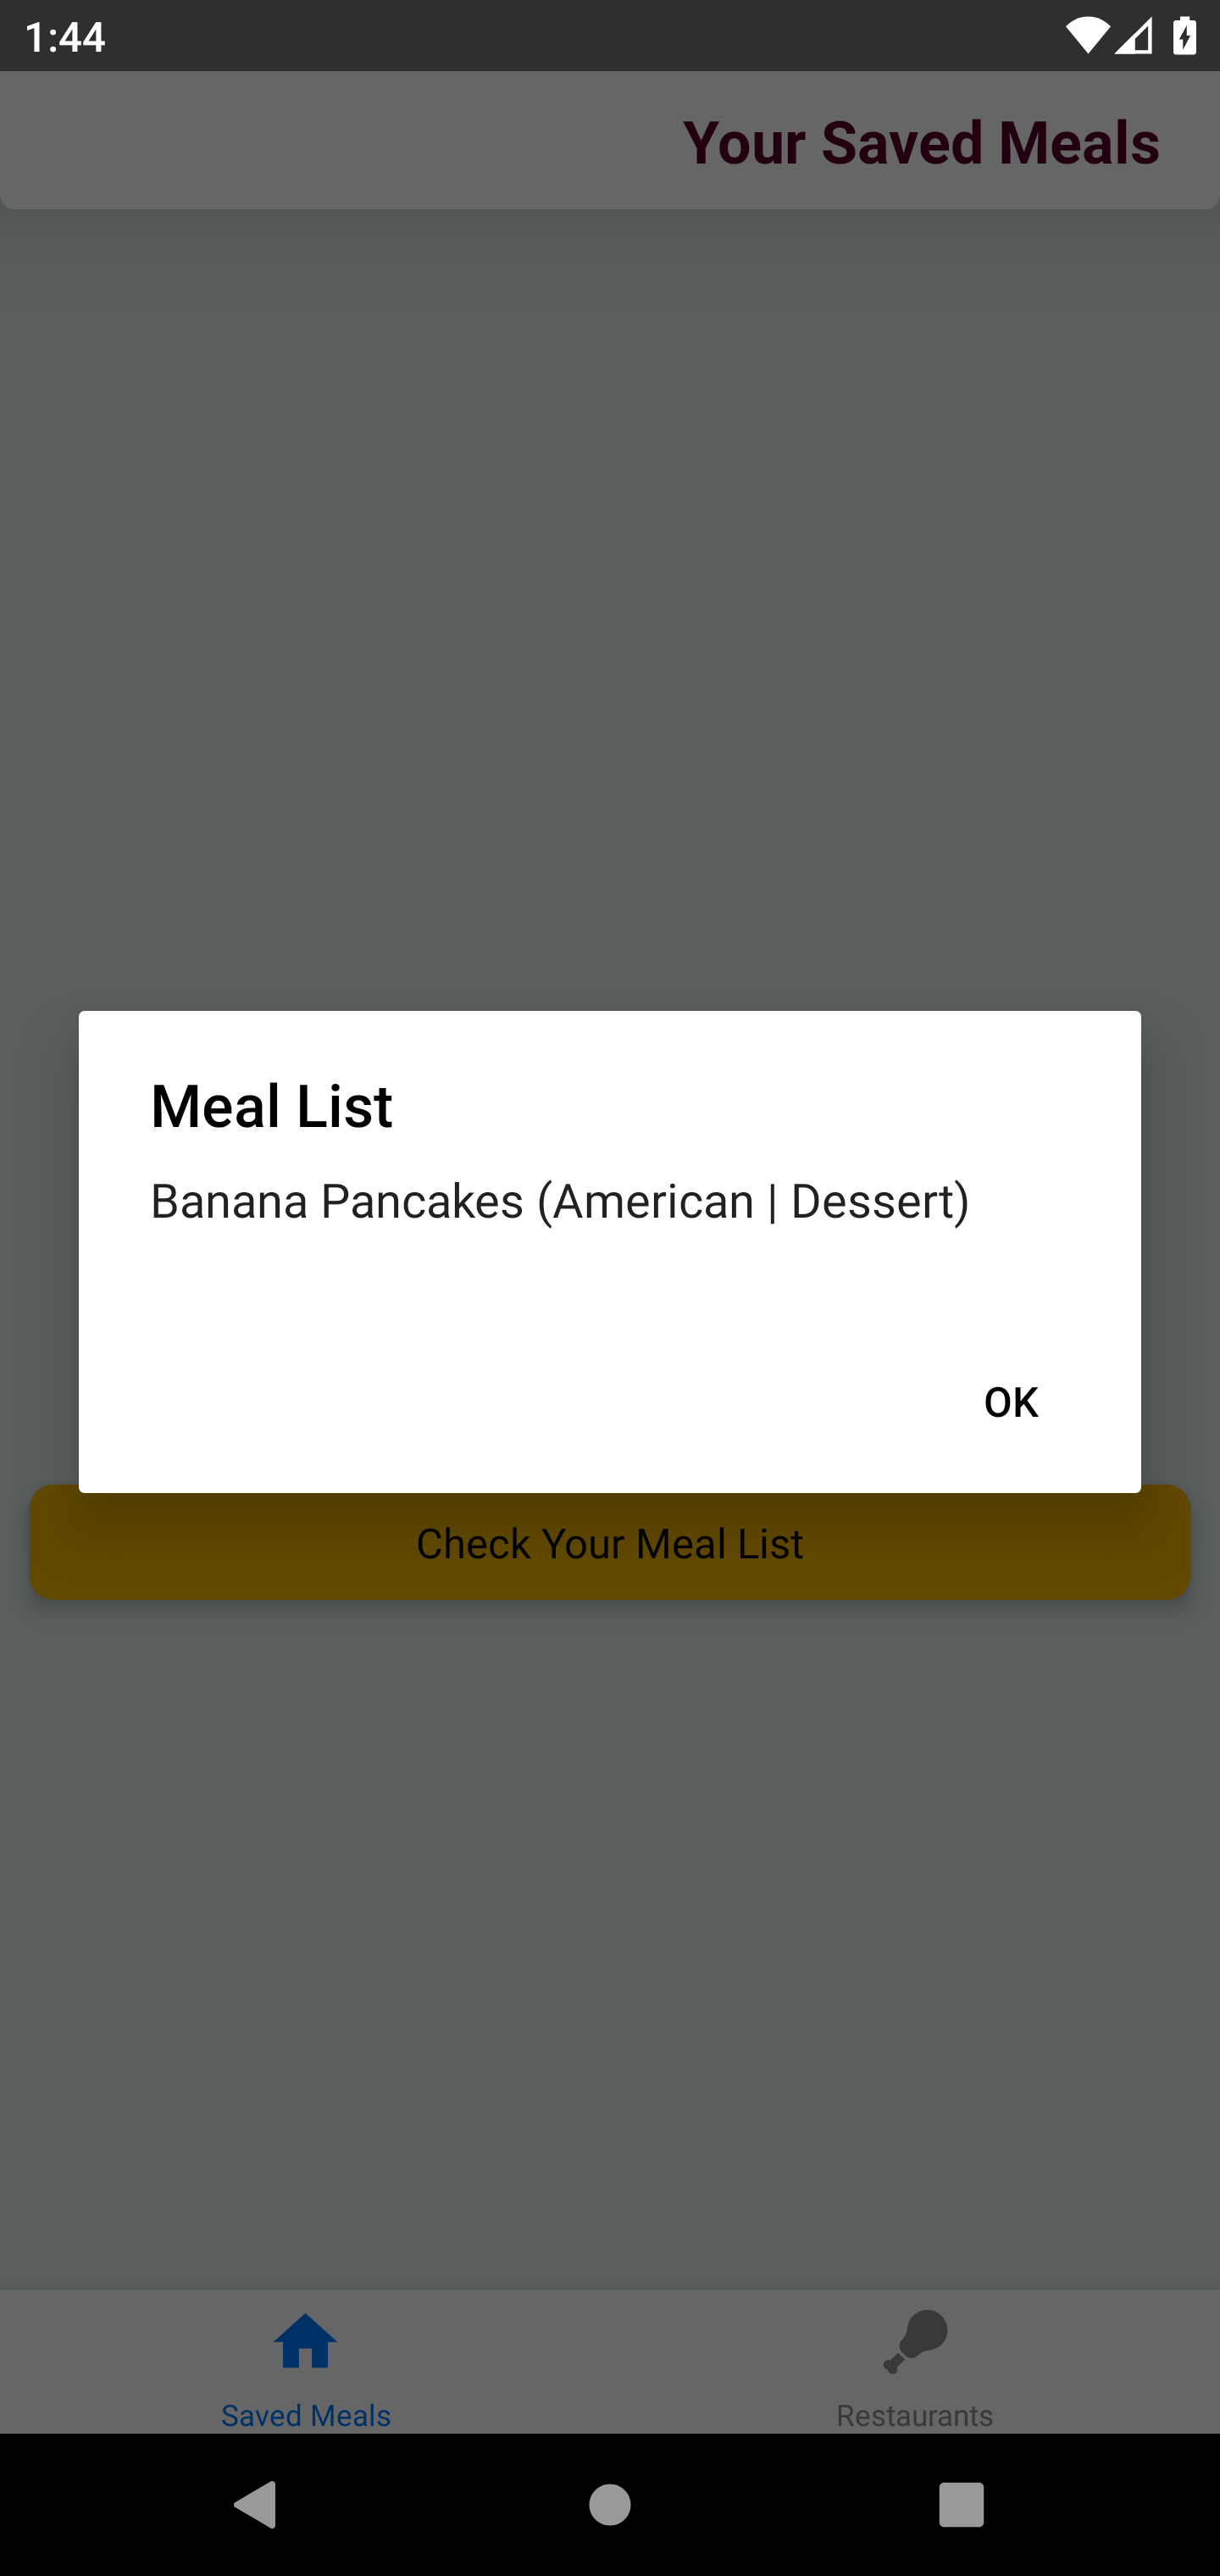 1:44
Your Saved Meals
Meal List
Banana Pancakes (American | Dessert)
OK
Check Your Meal List
Saved Meals
Restaurants